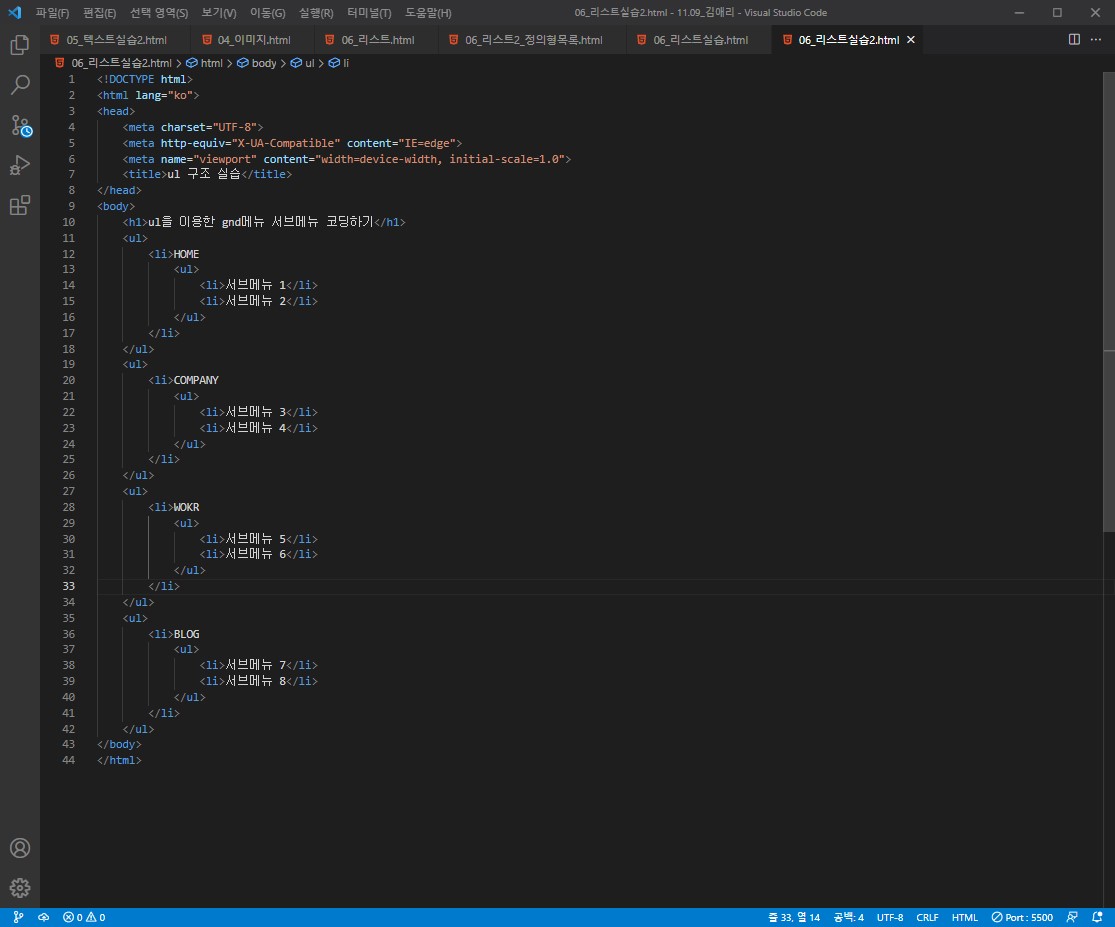 파일(F) 편집(E) 선택 영역(S) 보기(V) 이동(G) 실행(R) 터미널(T) 도움말(H) 06_리스트실습2.html - 11.09_김애리 - Visual Studio Code
05_텍스트실습2.html 04_이미지.html 06_리스트.html 06_리스트2_정의형목록.html 06_리스트실습.html 06_리스트실습2.html
06_리스트실습2.html > html > body > ul > li
1 <!DOCTYPE html>
2 <html lang="ko">
3 <head>
4 <meta charset="UTF-8">
5 <meta http-equiv="X-UA-Compatible" content="IE=edge">
6 <meta name="viewport" content="width=device-width, initial-scale=1.0">
7 <title>ul 구조 실습</title>
8 </head>
9 <body>
10 <h1>ul을 이용한 gnd메뉴 서브메뉴 코딩하기</h1>
11 <ul>
12 <li>HOME
13 <ul>
14 <li>서브메뉴 1</li>
15 <li>서브메뉴 2</li>
16 </ul>
17 </li>
18 </ul>
19 <ul>
20 <li>COMPANY
21 <ul>
22 <li>서브메뉴 3</li>
23 <li>서브메뉴 4</li>
24 </ul>
25 </li>
26 </ul>
27 <ul>
28 <li>WOKR
29 <ul>
30 <li>서브메뉴 5</li>
31 <li>서브메뉴 6</li>
32 </ul>
33 </li>
34 </ul>
35 <ul>
36 <li>BLOG
37 <ul>
38 <li>서브메뉴 7</li>
39 <li>서브메뉴 8</li>
40 </ul>
41 </li>
42 </ul>
43 </body>
44 </html>
0 0 줄 33, 열 14 공백: 4 UTF-8 CRLF HTML Port : 5500